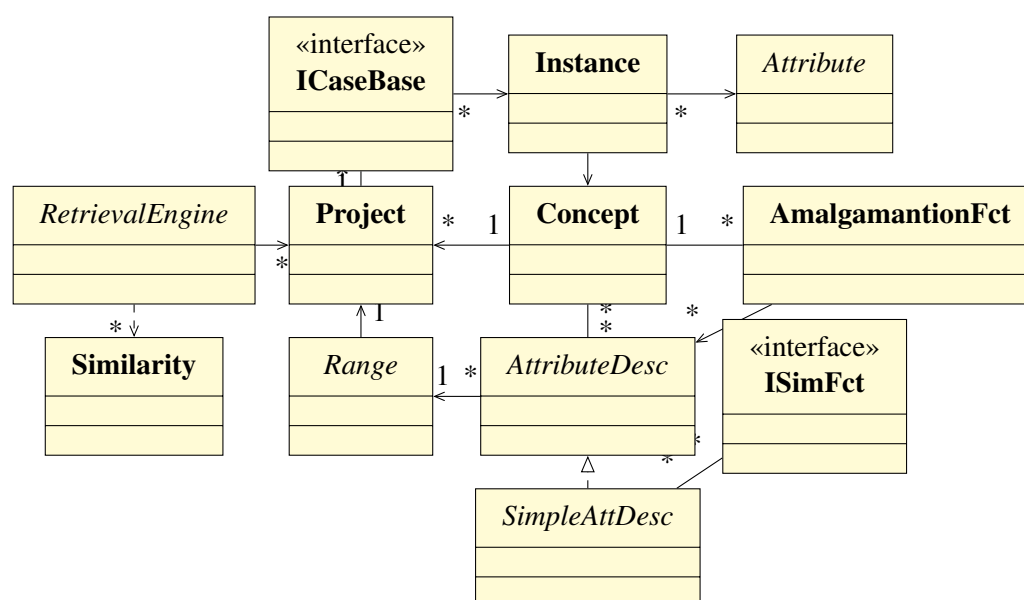 «interface»
ICaseBase
Instance
Attribute
*
*
1
RetrievalEngine
Project
Concept
AmalgamantionFct
*
1
1
*
*
*
*
*
*
1
Similarity
Range
AttributeDesc
«interface»
ISimFct
1
*
*
*
SimpleAttDesc